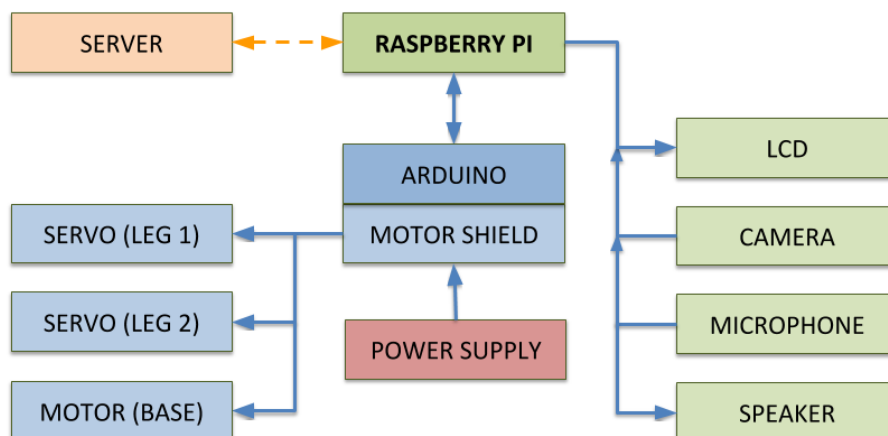 SERVER
RASPBERRY PI
LCD
ARDUINO
SERVO (LEG 1)
MOTOR SHIELD
CAMERA
SERVO (LEG 2)
POWER SUPPLY
MICROPHONE
MOTOR (BASE)
SPEAKER